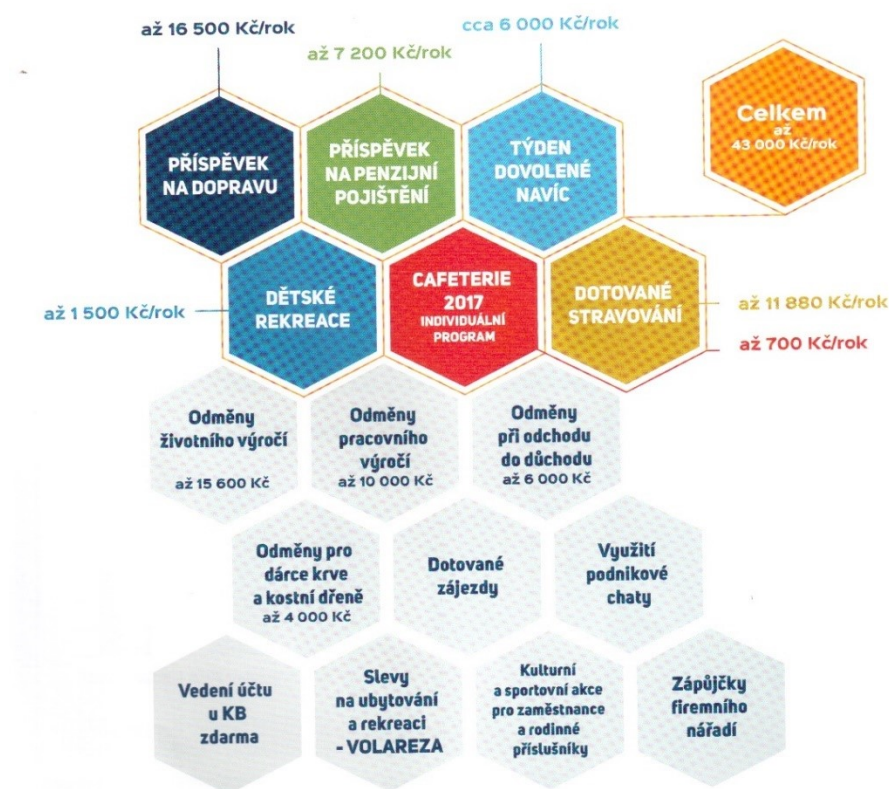 až 16 500 Kč/rok
až 7 200 Kč/rok
cca 6 000 Kč/rok
PŘÍSPĚVEK
NA DOPRAVU
PŘÍSPĚVEK
NA PENZIJNÍ
POJIŠTĚNÍ
TÝDEN
DOVOLENÉ
NAVÍC
Celkem
až
43 000 Kč/rok
až 1 500 Kč/rok
DĚTSKÉ
REKREACE
CAFETERIE
2017
INDIVIDUÁLNÍ
PROGRAM
DOTOVANÉ
STRAVOVÁNÍ
až 11 880 Kč/rok
až 700 Kč/rok
Odměny
životního výročí
až 15 600 Kč
Odměny
pracovního
výročí
až 10 000 Kč
Odměny
při odchodu
do důchodu
až 6 000 Kč
Odměny pro
dárce krve
a kostní dřeně
až 4 000 Kč
Dotované
zájezdy
Využití
podnikové
chaty
Vedení účtu
u KB
zdarma
Slevy
na ubytování
a rekreaci
- VOLAREZA
Kulturní
a sportovní akce
pro zaměstnance
a rodinné
příslušníky
Zápůjčky
firemního
nářadí